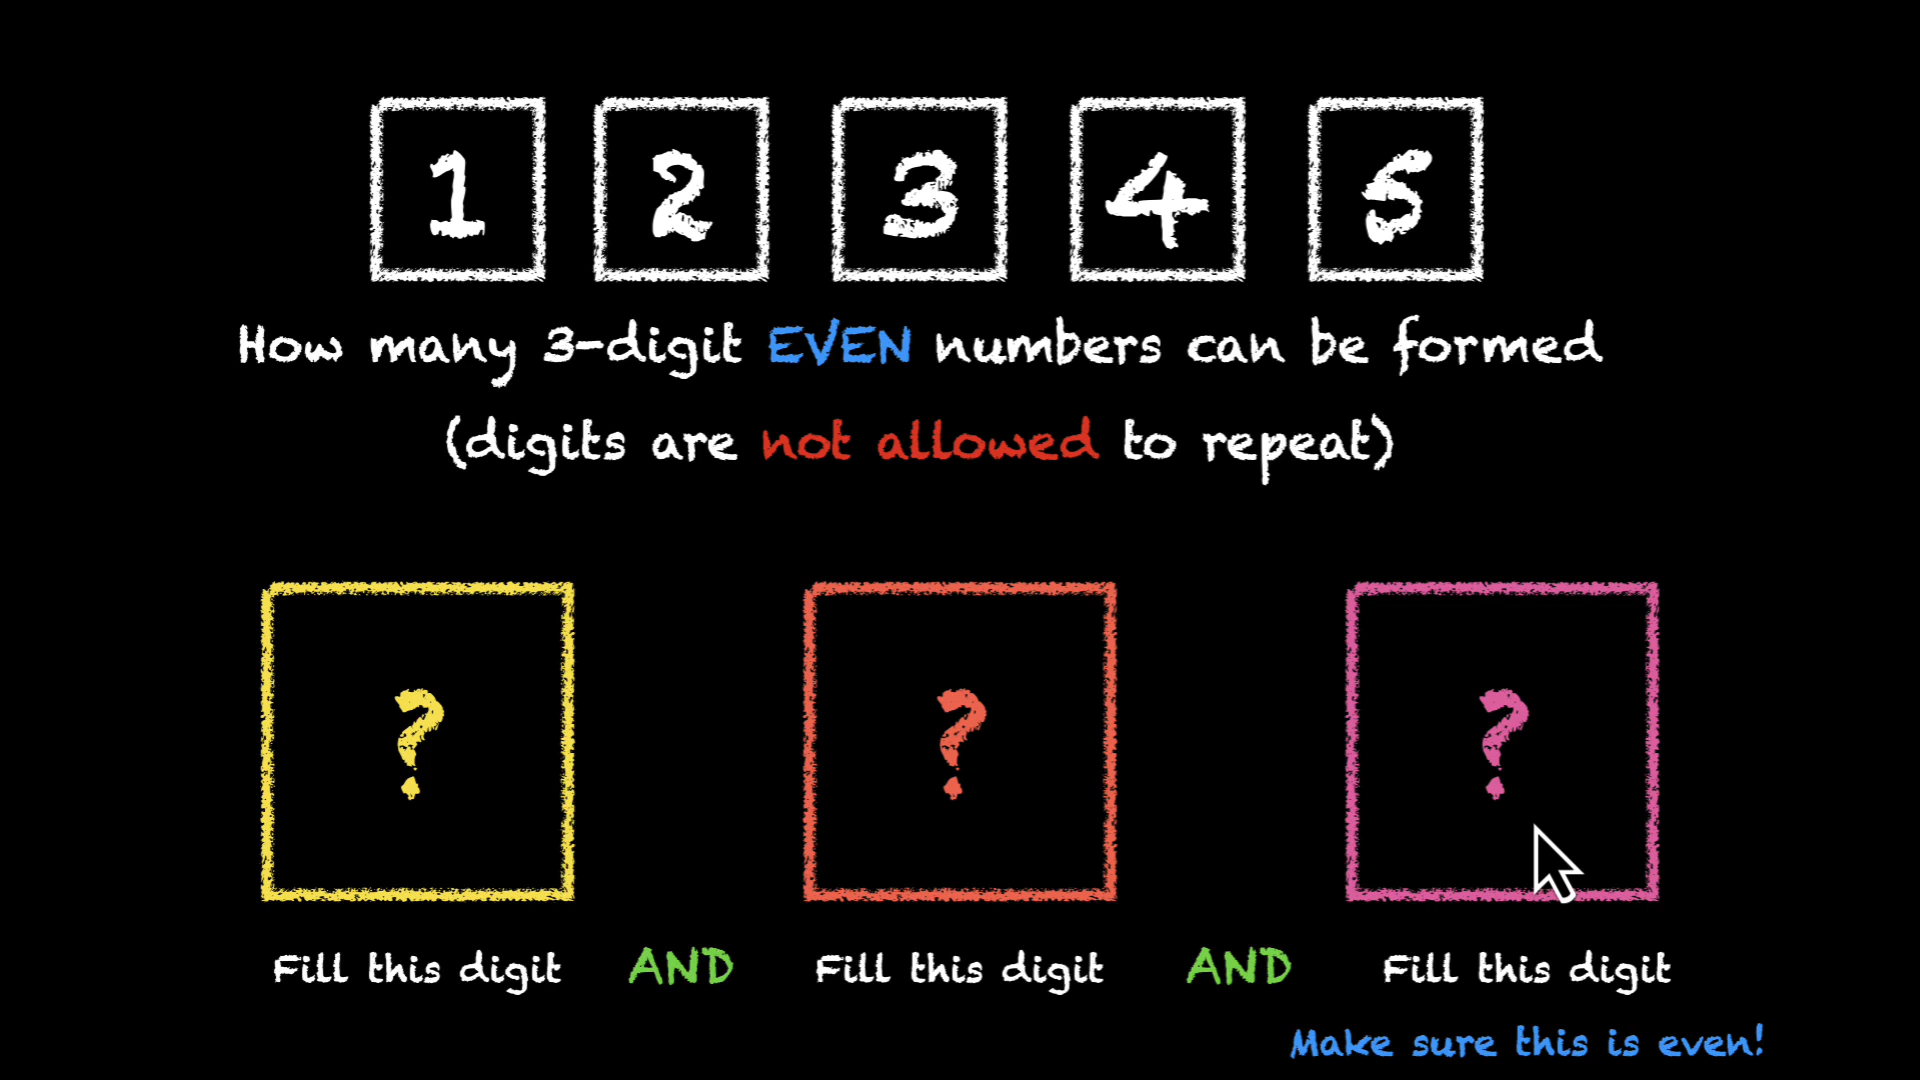 1 2 3 4 5
How many 3-digit EVEN numbers can be formed
(digits are not allowed to repeat)
? ? ?
Fill this digit AND Fill this digit AND Fill this digit
Make sure this is even!